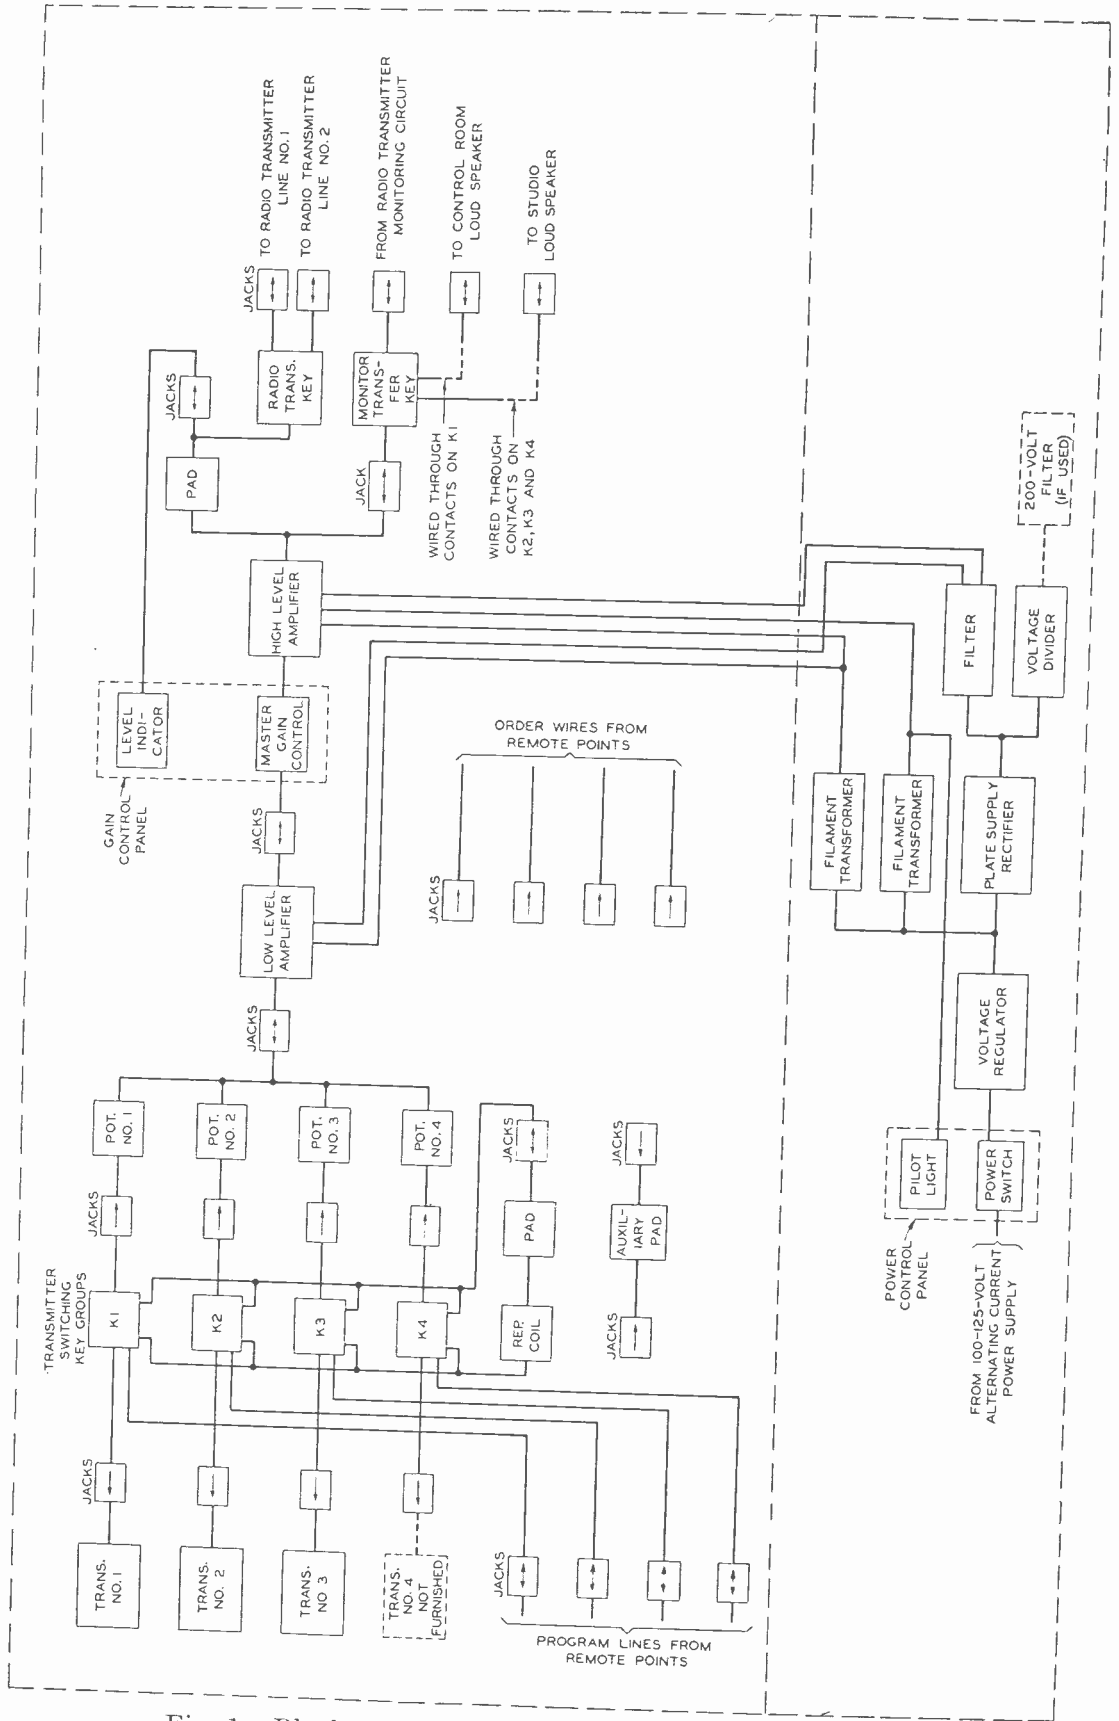 TRANS.
NO. 1
TRANS.
NO. 2
TRANS.
NO 3
TRANS.
NO. 4
NOT
FURNISHED
JACKS
TRANSMITTER
SWITCHING
KEY GROUPS
K1
K2
K3
K4
JACKS
POT.
NO. 1
POT.
NO. 2
POT.
NO. 3
POT.
NO. 4
JACKS
PROGRAM LINES FROM
REMOTE POINTS
REP.
COIL
PAD
JACKS
JACKS
AUXIL-
IARY
PAD
JACKS
JACKS
LOW LEVEL
AMPLIFIER
JACKS
GAIN
CONTROL
PANEL
LEVEL
INDI-
CATOR
MASTER
GAIN
CONTROL
HIGH LEVEL
AMPLIFIER
PAD
JACKS
RADIO
TRANS.
KEY
JACKS
TO RADIO TRANSMITTER
LINE NO. 1
TO RADIO TRANSMITTER
LINE NO. 2
JACK
MONITOR
TRANS-
FER
KEY
FROM RADIO TRANSMITTER
MONITORING CIRCUIT
WIRED THROUGH
CONTACTS ON K1
TO CONTROL ROOM
LOUD SPEAKER
WIRED THROUGH
CONTACTS ON
K2, K3 AND K4
TO STUDIO
LOUD SPEAKER
JACKS
ORDER WIRES FROM
REMOTE POINTS
FROM 100-125-VOLT
ALTERNATING CURRENT
POWER SUPPLY
POWER
CONTROL
PANEL
PILOT
LIGHT
POWER
SWITCH
VOLTAGE
REGULATOR
FILAMENT
TRANSFORMER
FILAMENT
TRANSFORMER
PLATE SUPPLY
RECTIFIER
FILTER
VOLTAGE
DIVIDER
200-VOLT
FILTER
(IF USED)